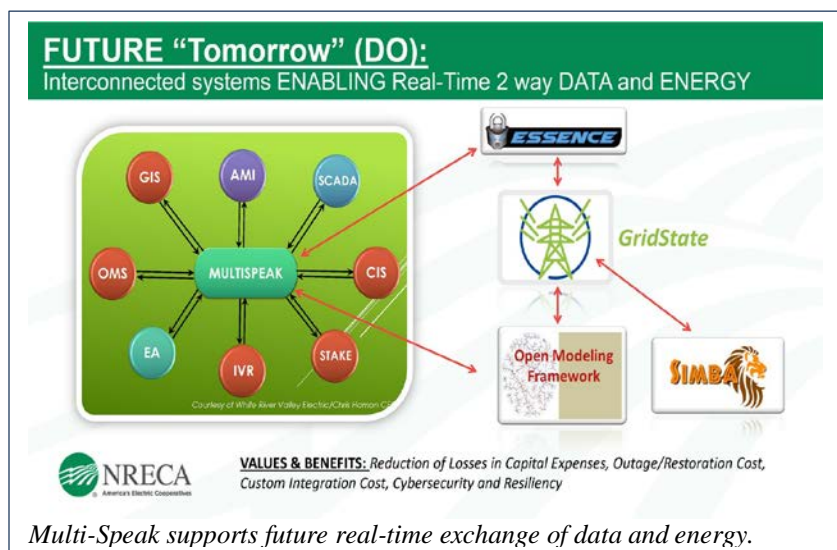 FUTURE “Tomorrow” (DO):
Interconnected systems ENABLING Real-Time 2 way DATA and ENERGY
ESSENCE
GIS
AMI
SCADA
GridState
OMS
MULTISPEAK
CIS
EA
IVR
STAKE
Open Modeling
Framework
SIMBA
Courtesy of White River Valley Electric/Chris Hamon
NRECA
America's Electric Cooperatives
VALUES & BENEFITS: Reduction of Losses in Capital Expenses, Outage/Restoration Cost,
Custom Integration Cost, Cybersecurity and Resiliency
Multi-Speak supports future real-time exchange of data and energy.